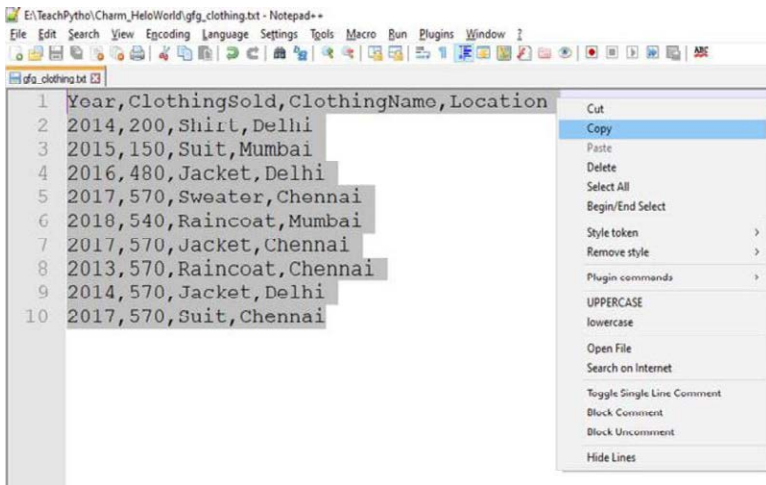 E:\TeachPytho\Charm_HeloWorld\gfg_clothing.txt - Notepad++
File Edit Search View Encoding Language Settings Tools Macro Run Plugins Window ?
gfg_clothing.txt
1 Year,ClothingSold,ClothingName,Location
2 2014,200,Shirt,Delhi
3 2015,150,Suit,Mumbai
4 2016,480,Jacket,Delhi
5 2017,570,Sweater,Chennai
6 2018,540,Raincoat,Mumbai
7 2017,570,Jacket,Chennai
8 2013,570,Raincoat,Chennai
9 2014,570,Jacket,Delhi
10 2017,570,Suit,Chennai
Cut
Copy
Paste
Delete
Select All
Begin/End Select
Style token
Remove style
Plugin commands
UPPERCASE
lowercase
Open File
Search on Internet
Toggle Single Line Comment
Block Comment
Block Uncomment
Hide Lines